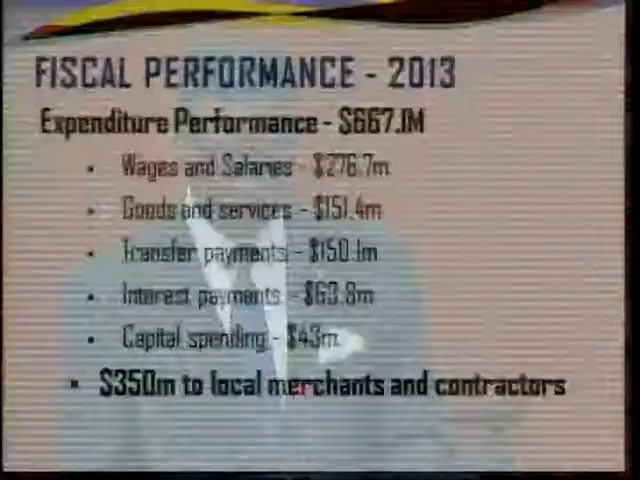 FISCAL PERFORMANCE - 2013
Expenditure Performance - $667.1M
• Wages and Salaries - $276.7m
• Goods and services - $151.4m
• Transfer payments - $150.1m
• Interest payments - $63.8m
• Capital spending - $43m
• $350m to local merchants and contractors